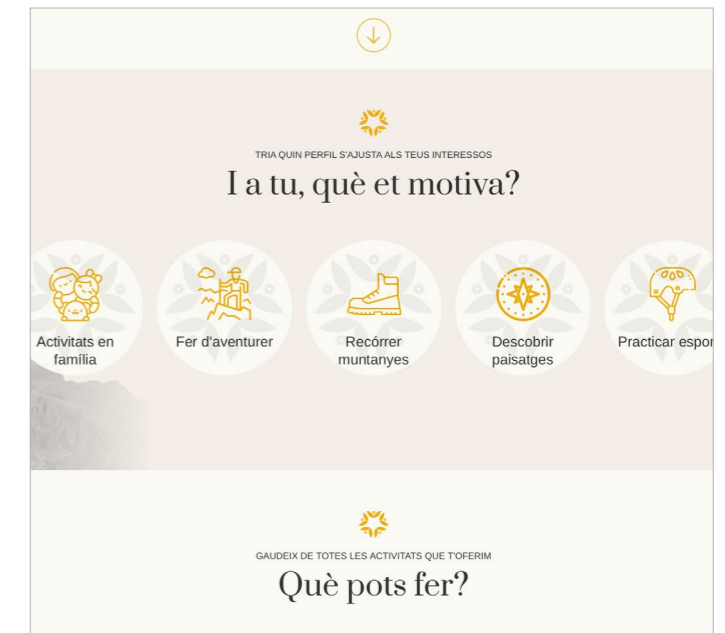 TRIA QUIN PERFIL S'AJUSTA ALS TEUS INTERESSOS
I a tu, què et motiva?
Activitats en
família
Fer d'aventurer
Recórrer
muntanyes
Descobrir
paisatges
Practicar espor
GAUDEIX DE TOTES LES ACTIVITATS QUE T'OFERIM
Què pots fer?